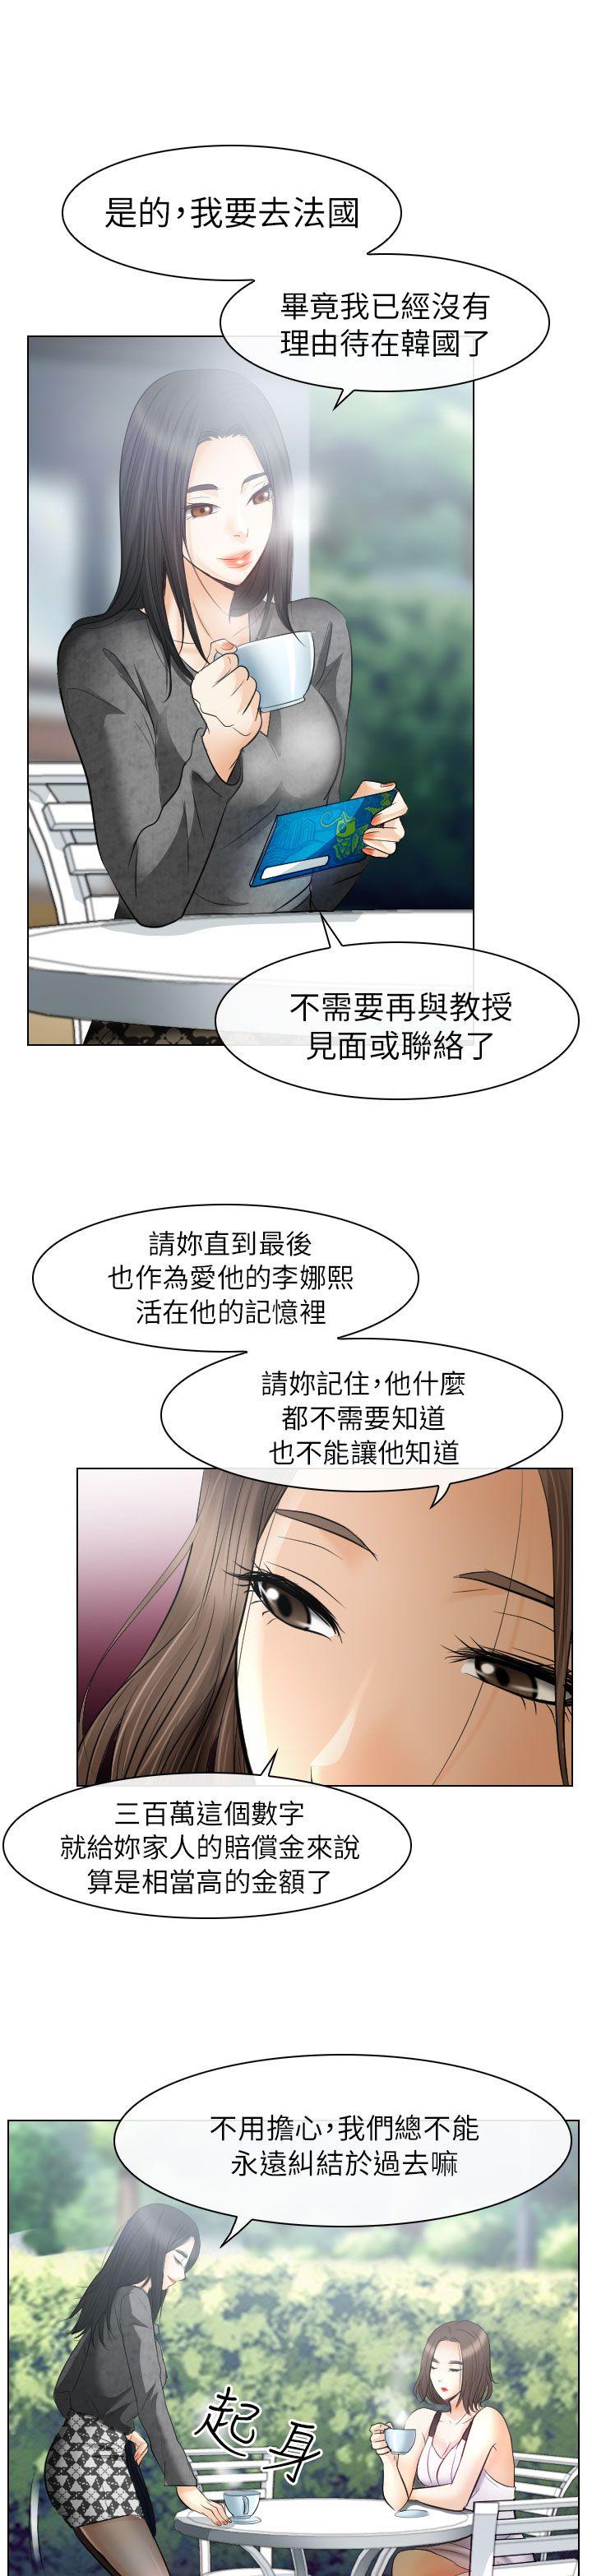 是的，我要去法國
畢竟我已經沒有
理由待在韓國了
不需要再與教授
見面或聯絡了
請妳直到最後
也作為愛他的李娜熙
活在他的記憶裡
請妳記住，他什麼
都不需要知道
也不能讓他知道
三百萬這個數字
就給妳家人的賠償金來說
算是相當高的金額了
不用擔心，我們總不能
永遠糾結於過去嘛
起身